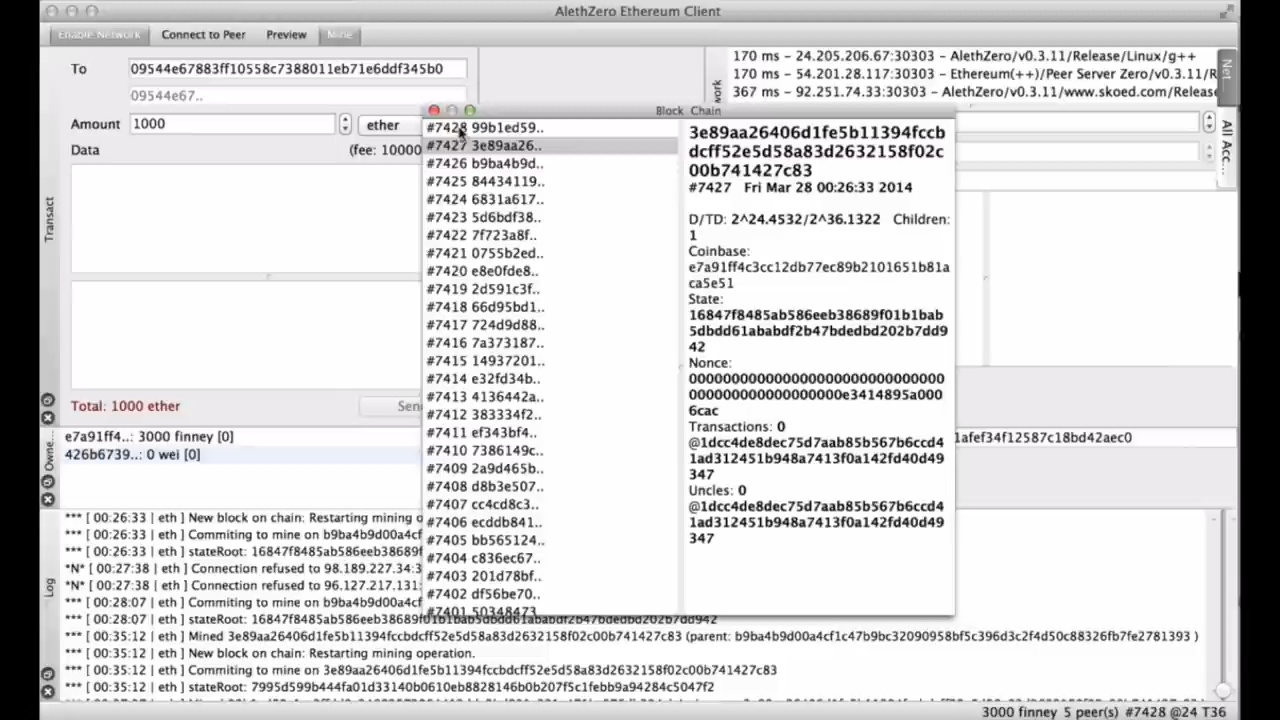 AlethZero Ethereum Client
Enable Network Connect to Peer Preview Mine
To 09544e67883ff10558c7388011eb71e6ddf345b0
09544e67..
Amount 1000 ether
Data (fee: 10000
Transact
Total: 1000 ether
170 ms - 24.205.206.67:30303 - AlethZero/v0.3.11/Release/Linux/g++
170 ms - 54.201.28.117:30303 - Ethereum(++)/Peer Server Zero/v0.3.11/R
367 ms - 92.251.74.33:30303 - AlethZero/v0.3.11/www.skoed.com/Release
Net
All Acc...
Block Chain
#7428 99b1ed59..
#7427 3e89aa26..
#7426 b9ba4b9d..
#7425 84434119..
#7424 6831a617..
#7423 5d6bdf38..
#7422 7f723a8f..
#7421 0755b2ed..
#7420 e8e0fde8..
#7419 2d591c3f..
#7418 66d95bd1..
#7417 724d9d88..
#7416 7a373187..
#7415 14937201..
#7414 e32fd34b..
#7413 4136442a..
#7412 383334f2..
#7411 ef343bf4..
#7410 7386149c..
#7409 2a9d465b..
#7408 d8b3e507..
#7407 cc4cd8c3..
#7406 ecddb841..
#7405 bb565124..
#7404 c836ec67..
#7403 201d78bf..
#7402 df56be70..
#7401 50348473
3e89aa26406d1fe5b11394fccb
dcff52e5d58a83d2632158f02c
00b741427c83
#7427 Fri Mar 28 00:26:33 2014
D/TD: 2^24.4532/2^36.1322 Children:
1
Coinbase:
e7a91ff4c3cc12db77ec89b2101651b81a
ca5e51
State:
16847f8485ab586eeb38689f01b1bab
5dbdd61ababdf2b47bdedbd202b7dd9
42
Nonce:
0000000000000000000000000000000
000000000000000000e3414895a000
6cac
Transactions: 0
@1dcc4de8dec75d7aab85b567b6ccd4
1ad312451b948a7413f0a142fd40d49
347
Uncles: 0
@1dcc4de8dec75d7aab85b567b6ccd4
1ad312451b948a7413f0a142fd40d49
347
Owne...
e7a91ff4..: 3000 finney [0]
426b6739..: 0 wei [0]
1afef34f12587c18bd42aec0
Log
*** [ 00:26:33 | eth ] New block on chain: Restarting mining o
*** [ 00:26:33 | eth ] Commiting to mine on b9ba4b9d00a4cf
*** [ 00:26:33 | eth ] stateRoot: 16847f8485ab586eeb38689f
*N* [ 00:27:38 | eth ] Connection refused to 98.189.227.34:3
*N* [ 00:27:38 | eth ] Connection refused to 96.127.217.131:
*** [ 00:28:07 | eth ] Commiting to mine on b9ba4b9d00a4cf
*** [ 00:28:07 | eth ] stateRoot: 16847f8485ab586eeb38689f01b1bab5dbdd61ababdf2b47bdedbd202b7dd942
*** [ 00:35:12 | eth ] Mined 3e89aa26406d1fe5b11394fccbdcff52e5d58a83d2632158f02c00b741427c83 (parent: b9ba4b9d00a4cf1c47b9bc32090958bf5c396d3c2f4d50c88326fb7fe2781393 )
*** [ 00:35:12 | eth ] New block on chain: Restarting mining operation.
*** [ 00:35:12 | eth ] Commiting to mine on 3e89aa26406d1fe5b11394fccbdcff52e5d58a83d2632158f02c00b741427c83
*** [ 00:35:12 | eth ] stateRoot: 7995d599b444fa01d33140b0610eb8828146b0b207f5c1febb9a94284c5047f2
3000 finney 5 peer(s) #7428 @24 T36